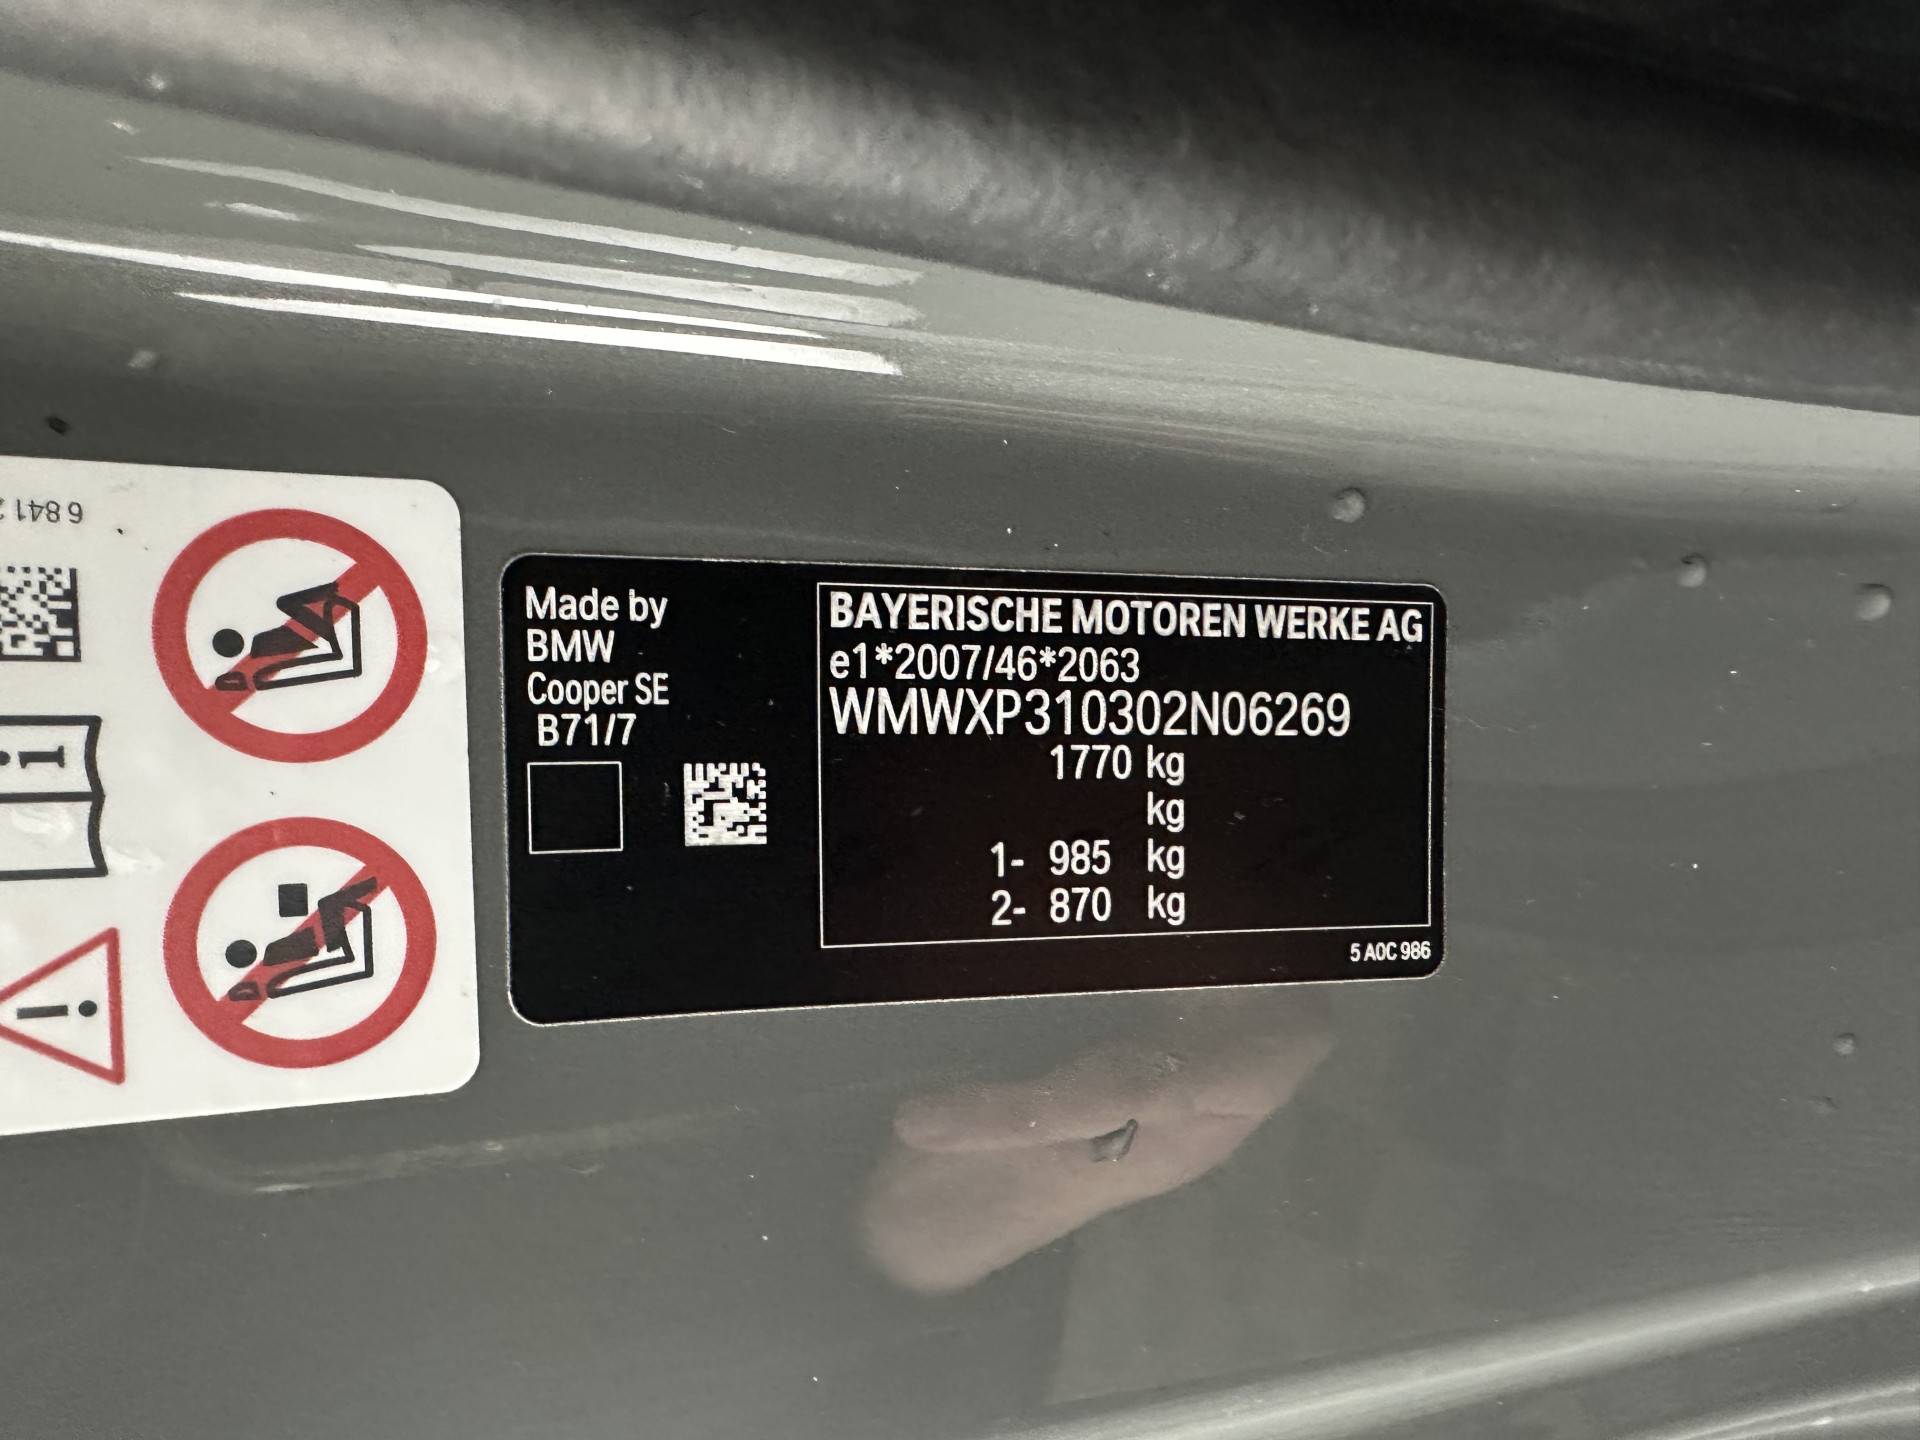 Made by
BMW
Cooper SE
B71/7
BAYERISCHE MOTOREN WERKE AG
e1*2007/46*2063
WMWXP310302N06269
1770 kg
kg
1- 985 kg
2- 870 kg
5 A0C 986
6841
i
!